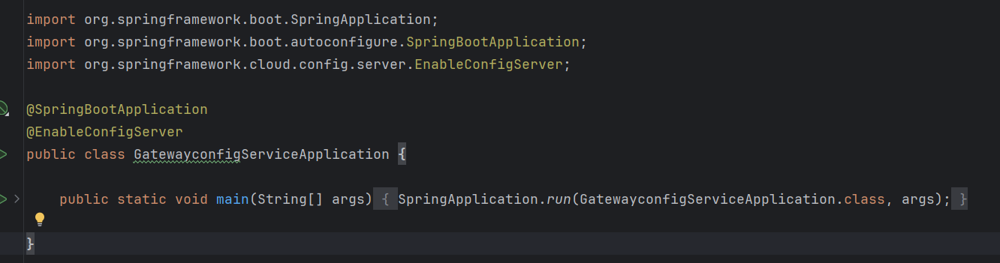 import org.springframework.boot.SpringApplication;
import org.springframework.boot.autoconfigure.SpringBootApplication;
import org.springframework.cloud.config.server.EnableConfigServer;
@SpringBootApplication
@EnableConfigServer
public class GatewayconfigServiceApplication {
public static void main(String[] args) { SpringApplication.run(GatewayconfigServiceApplication.class, args); }
}